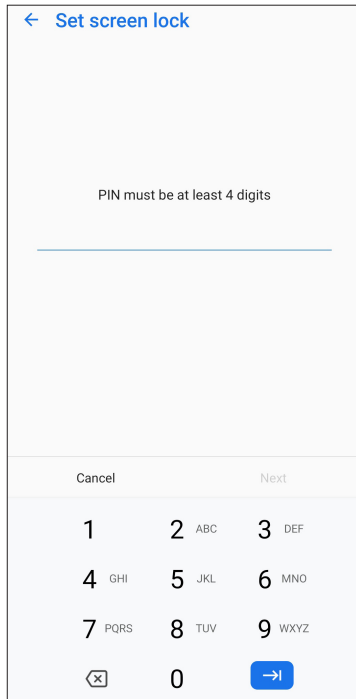 Set screen lock
PIN must be at least 4 digits
Cancel Next
1 2 ABC 3 DEF
4 GHI 5 JKL 6 MNO
7 PQRS 8 TUV 9 WXYZ
0